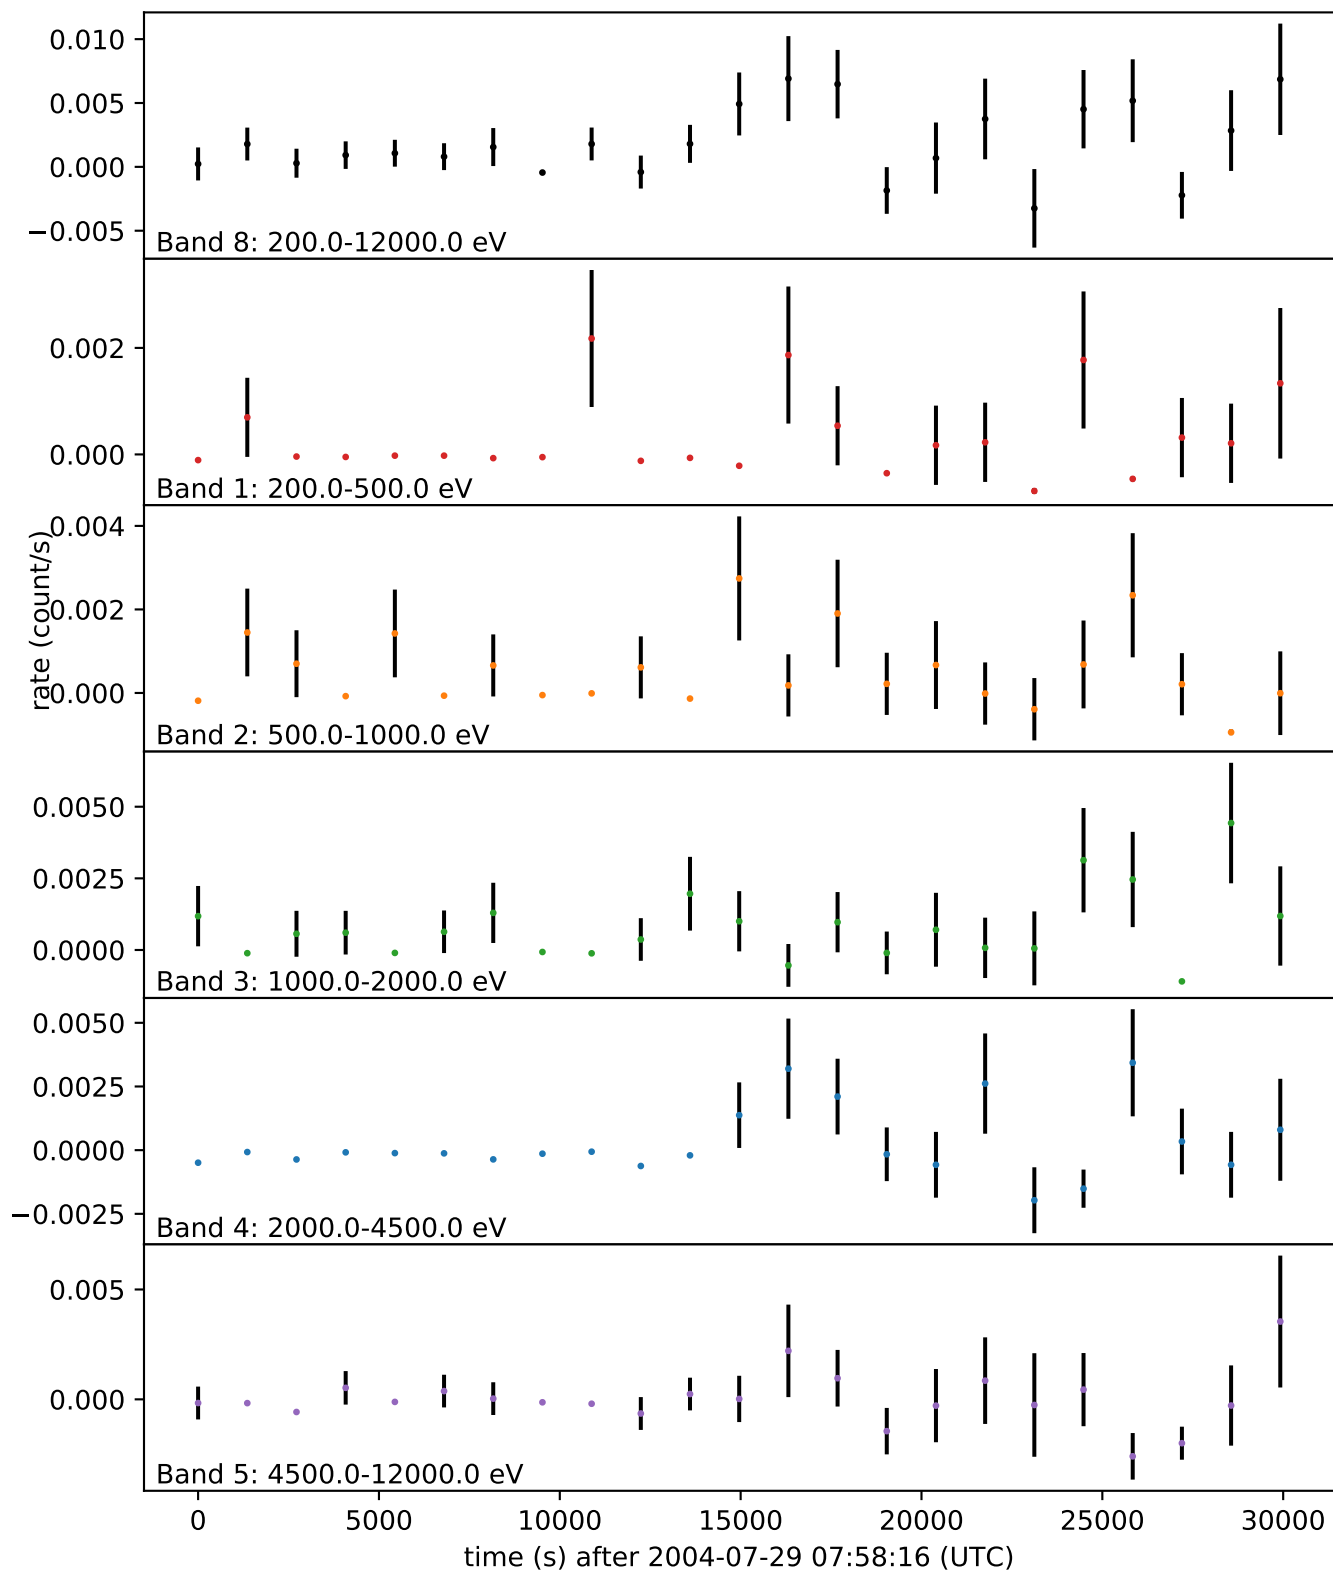 0.010
0.005
0.000
−0.005
Band 8: 200.0-12000.0 eV
0.002
0.000
Band 1: 200.0-500.0 eV
rate (count/s)
0.004
0.002
0.000
Band 2: 500.0-1000.0 eV
0.0050
0.0025
0.0000
Band 3: 1000.0-2000.0 eV
0.0050
0.0025
0.0000
−0.0025
Band 4: 2000.0-4500.0 eV
0.005
0.000
Band 5: 4500.0-12000.0 eV
0 5000 10000 15000 20000 25000 30000
time (s) after 2004-07-29 07:58:16 (UTC)